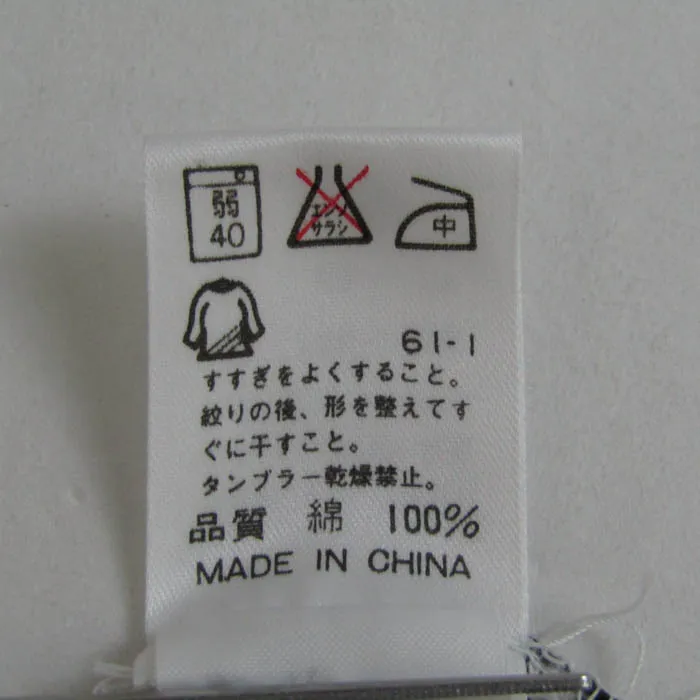 弱
40
エンソ
サラシ
中
61-1
すすぎをよくすること。
絞りの後、形を整えてす
ぐに干すこと。
タンブラー乾燥禁止。
品質 綿 100%
MADE IN CHINA